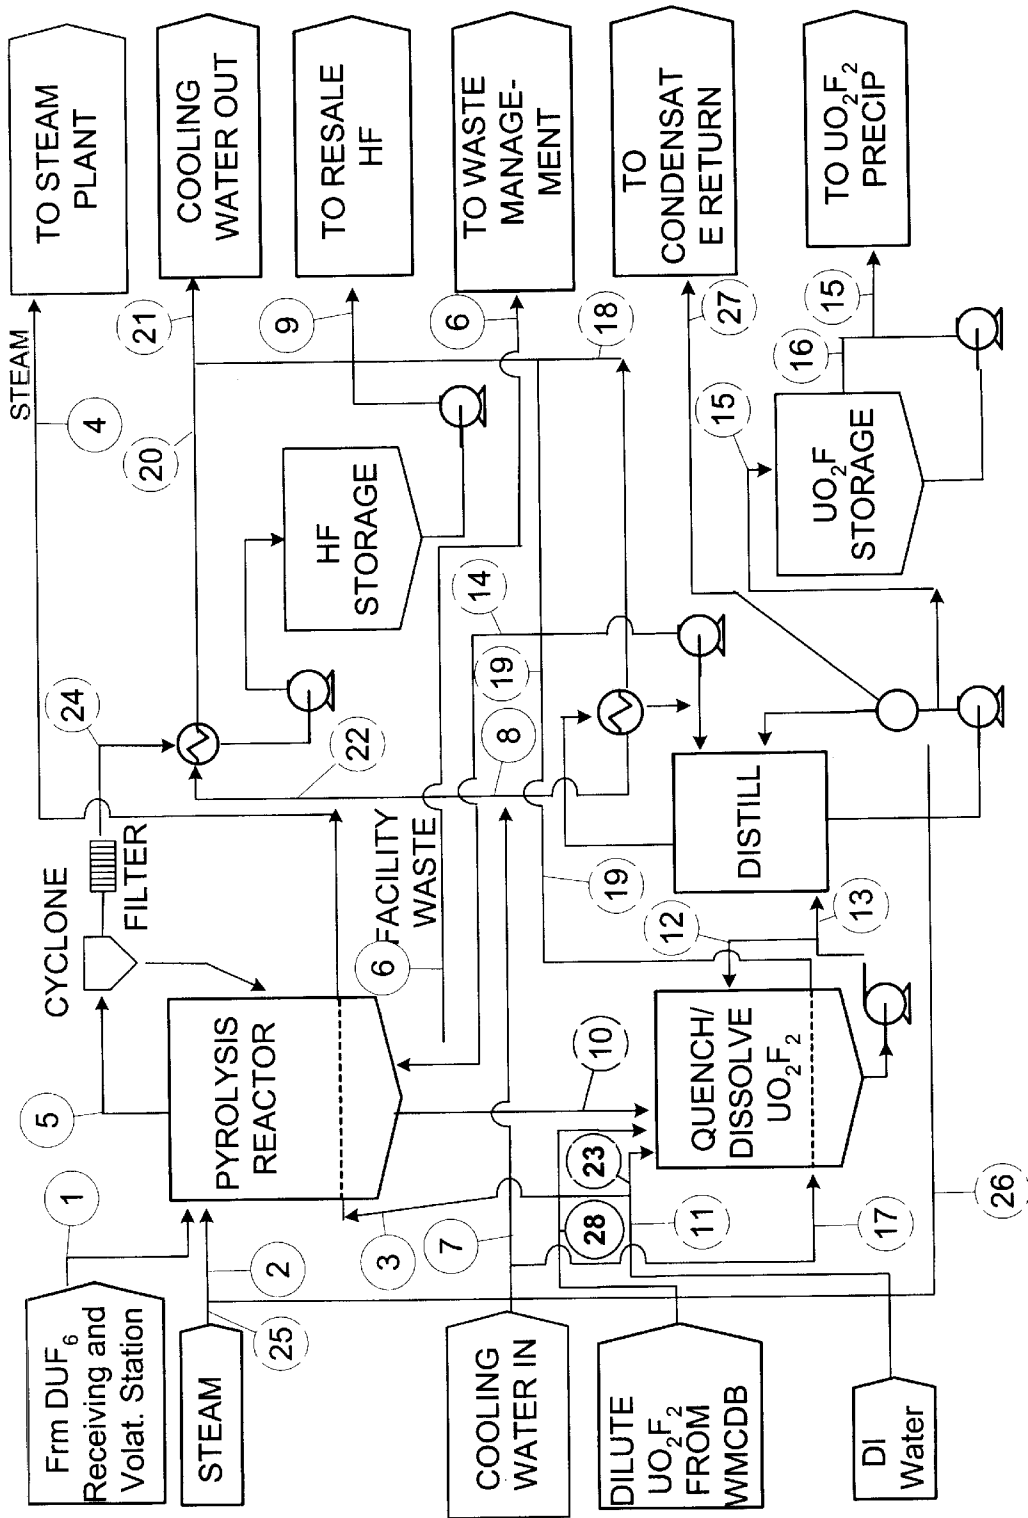 TO STEAM
PLANT
COOLING
WATER OUT
TO RESALE
HF
TO WASTE
MANAGE-
MENT
TO
CONDENSAT
E RETURN
TO UO2F2
PRECIP
STEAM
4
21
20
9
6
18
27
15
16
15
HF
STORAGE
UO2F
STORAGE
24
22
14
19
8
CYCLONE
FILTER
FACILITY
WASTE
6
19
12
13
DISTILL
5
PYROLYSIS
REACTOR
10
QUENCH/
DISSOLVE
UO2F2
1
2
25
3
7
23
28
11
17
26
Frm DUF6
Receiving and
Volat. Station
STEAM
COOLING
WATER IN
DILUTE
UO2F2
FROM
WMCDB
DI
Water